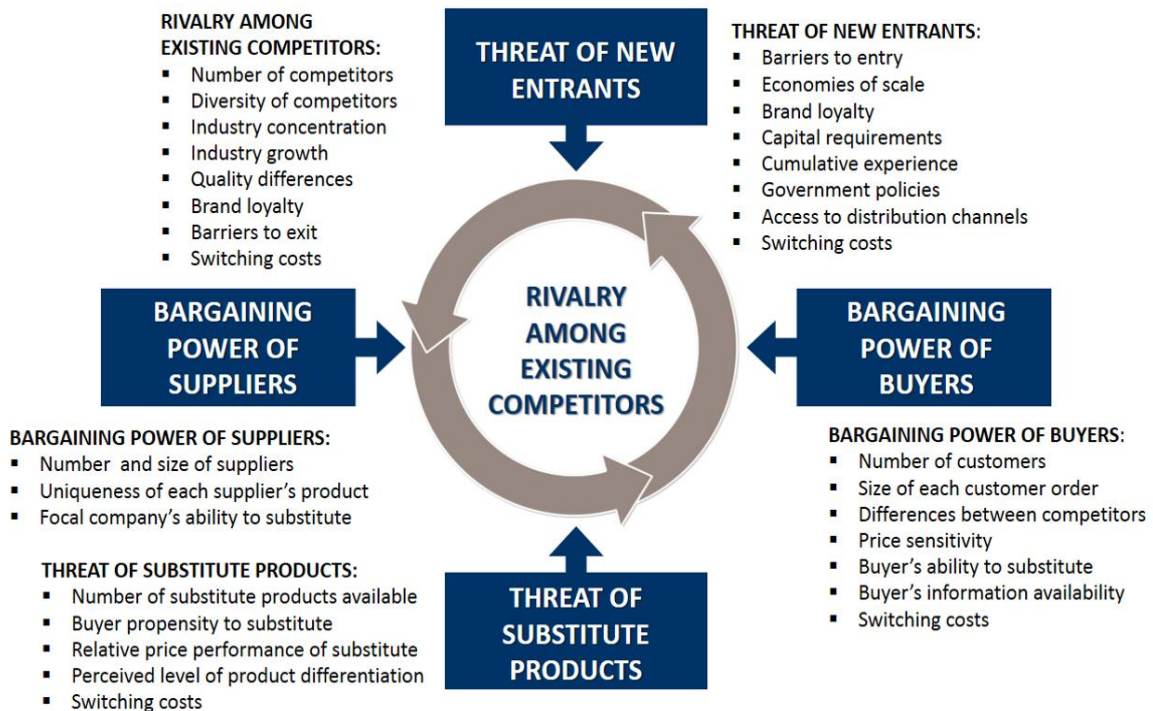 RIVALRY AMONG
EXISTING COMPETITORS:
▪ Number of competitors
▪ Diversity of competitors
▪ Industry concentration
▪ Industry growth
▪ Quality differences
▪ Brand loyalty
▪ Barriers to exit
▪ Switching costs
THREAT OF NEW
ENTRANTS
THREAT OF NEW ENTRANTS:
▪ Barriers to entry
▪ Economies of scale
▪ Brand loyalty
▪ Capital requirements
▪ Cumulative experience
▪ Government policies
▪ Access to distribution channels
▪ Switching costs
BARGAINING
POWER OF
SUPPLIERS
RIVALRY
AMONG
EXISTING
COMPETITORS
BARGAINING
POWER OF
BUYERS
BARGAINING POWER OF SUPPLIERS:
▪ Number and size of suppliers
▪ Uniqueness of each supplier’s product
▪ Focal company’s ability to substitute
BARGAINING POWER OF BUYERS:
▪ Number of customers
▪ Size of each customer order
▪ Differences between competitors
▪ Price sensitivity
▪ Buyer’s ability to substitute
▪ Buyer’s information availability
▪ Switching costs
THREAT OF SUBSTITUTE PRODUCTS:
▪ Number of substitute products available
▪ Buyer propensity to substitute
▪ Relative price performance of substitute
▪ Perceived level of product differentiation
▪ Switching costs
THREAT OF
SUBSTITUTE
PRODUCTS